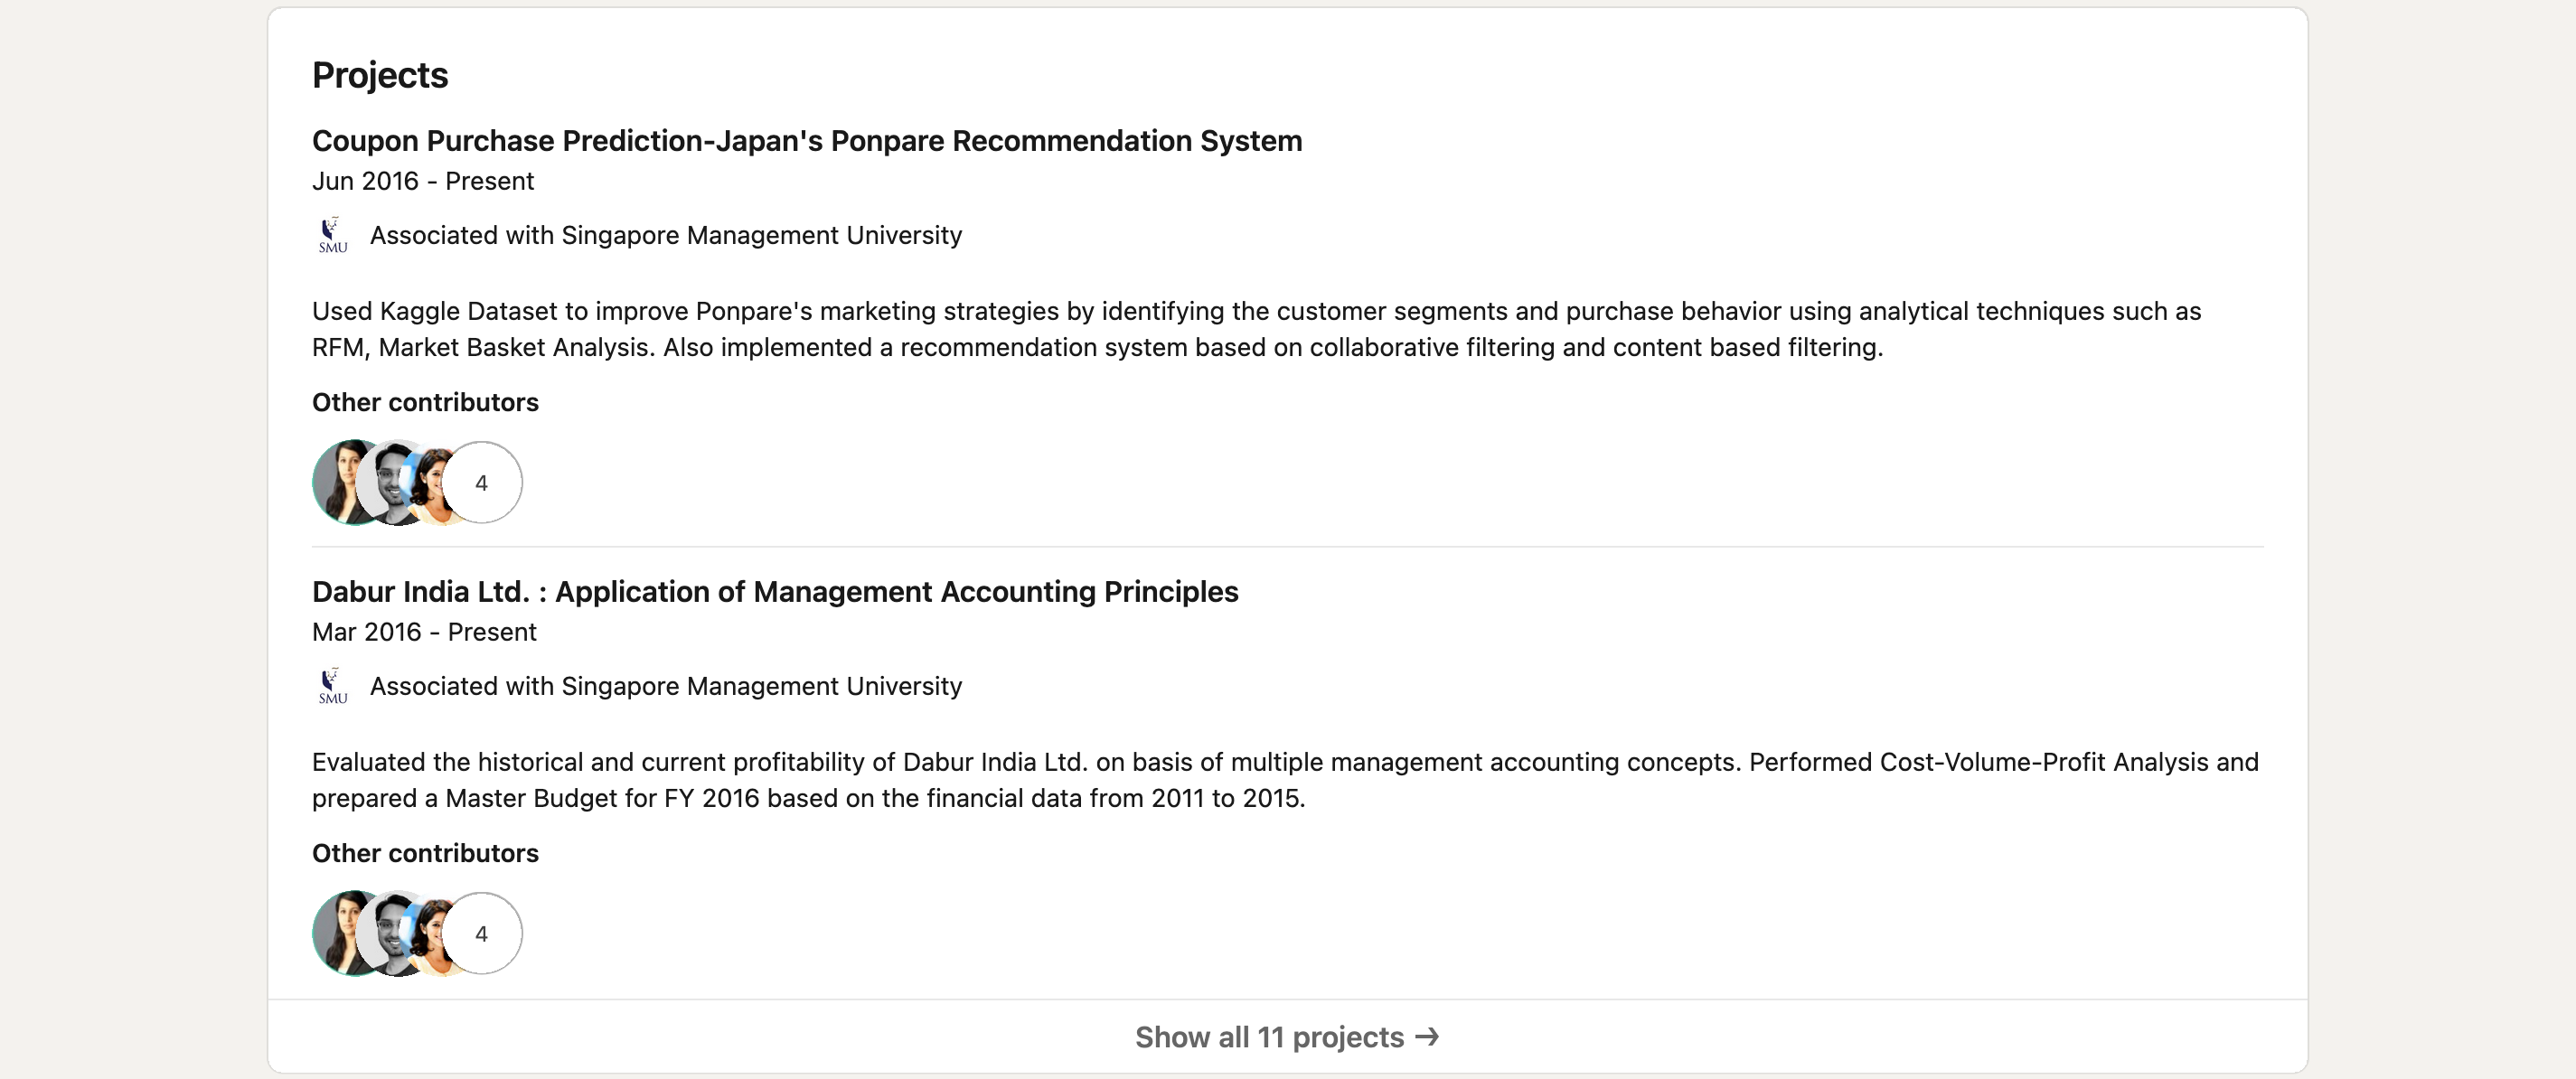 Projects
Coupon Purchase Prediction-Japan's Ponpare Recommendation System
Jun 2016 - Present
SMU
Associated with Singapore Management University
Used Kaggle Dataset to improve Ponpare's marketing strategies by identifying the customer segments and purchase behavior using analytical techniques such as
RFM, Market Basket Analysis. Also implemented a recommendation system based on collaborative filtering and content based filtering.
Other contributors
4
Dabur India Ltd. : Application of Management Accounting Principles
Mar 2016 - Present
SMU
Associated with Singapore Management University
Evaluated the historical and current profitability of Dabur India Ltd. on basis of multiple management accounting concepts. Performed Cost-Volume-Profit Analysis and
prepared a Master Budget for FY 2016 based on the financial data from 2011 to 2015.
Other contributors
4
Show all 11 projects →